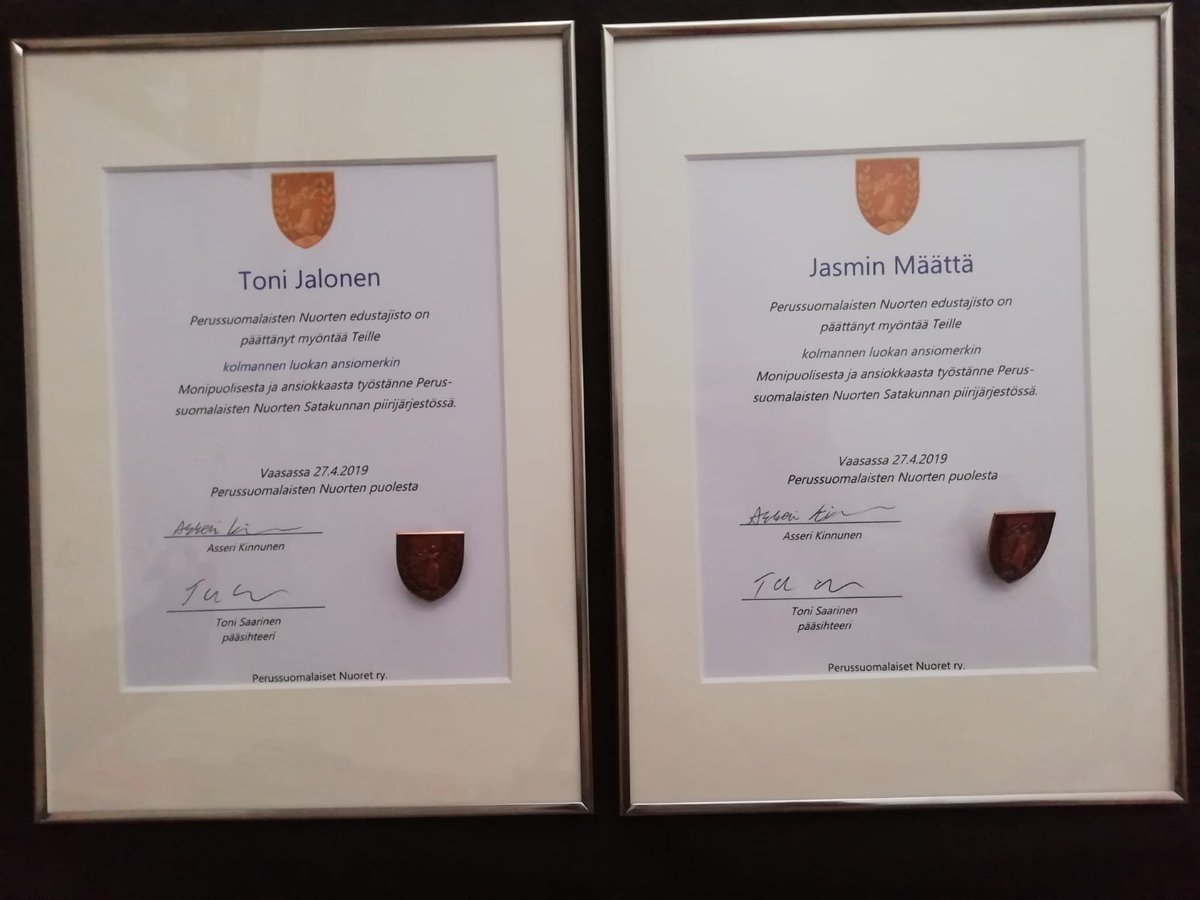 Toni Jalonen
Perussuomalaisten Nuorten edustajisto on
päättänyt myöntää Teille
kolmannen luokan ansiomerkin
Monipuolisesta ja ansiokkaasta työstänne Perus-
suomalaisten Nuorten Satakunnan piirijärjestössä.
Vaasassa 27.4.2019
Perussuomalaisten Nuorten puolesta
Asseri Kinnunen
Toni Saarinen
pääsihteeri
Perussuomalaiset Nuoret ry.
Jasmin Määttä
Perussuomalaisten Nuorten edustajisto on
päättänyt myöntää Teille
kolmannen luokan ansiomerkin
Monipuolisesta ja ansiokkaasta työstänne Perus-
suomalaisten Nuorten Satakunnan piirijärjestössä.
Vaasassa 27.4.2019
Perussuomalaisten Nuorten puolesta
Asseri Kinnunen
Toni Saarinen
pääsihteeri
Perussuomalaiset Nuoret ry.